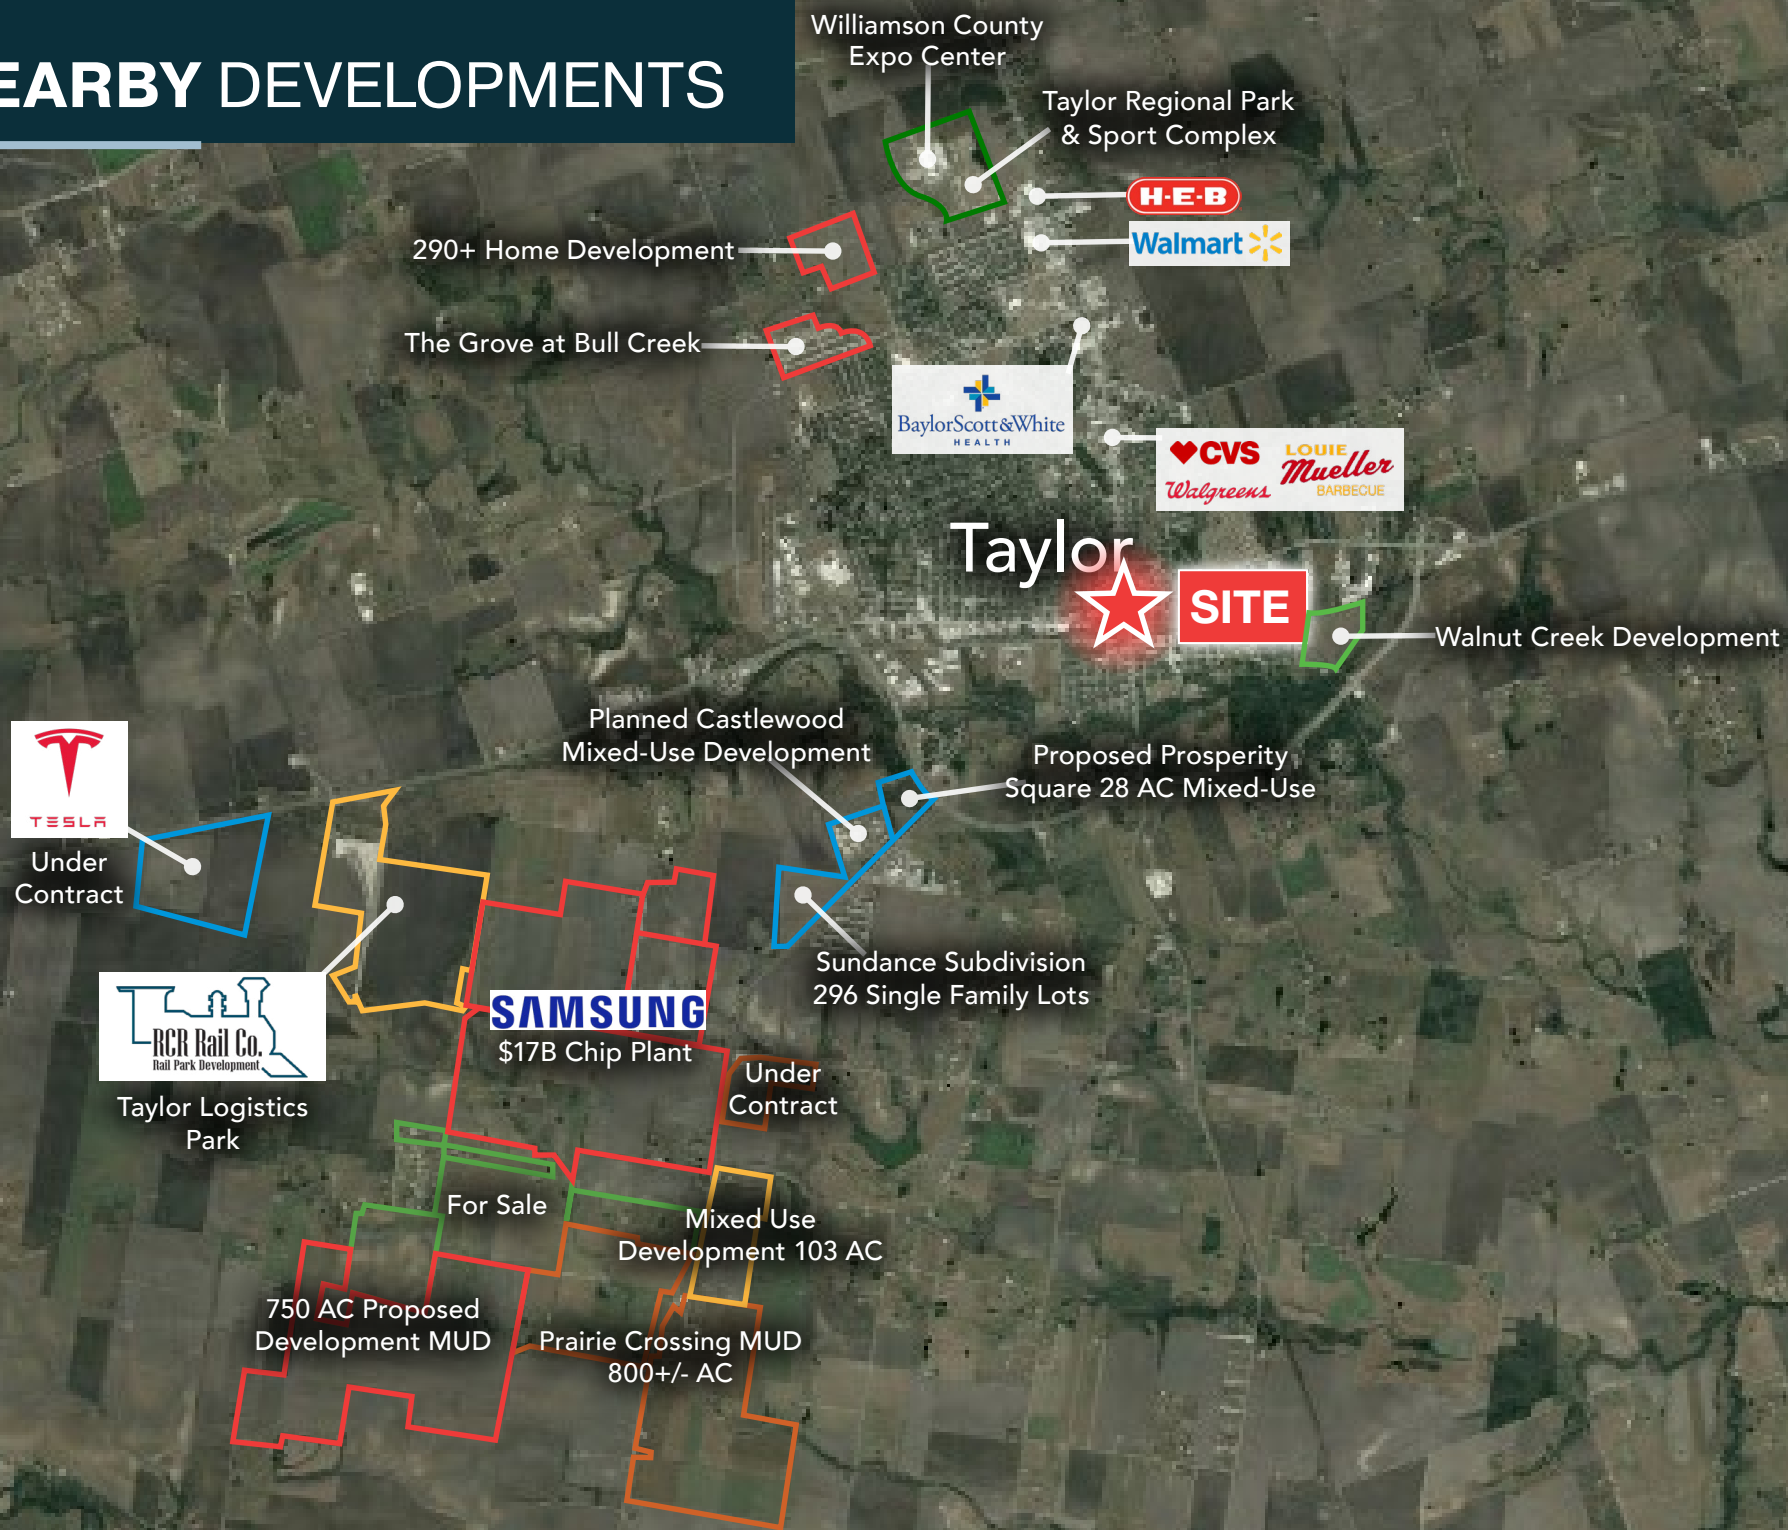 EARBY DEVELOPMENTS
Williamson County
Expo Center
Taylor Regional Park
& Sport Complex
H-E-B
Walmart
290+ Home Development
The Grove at Bull Creek
BaylorScott&White
HEALTH
CVS
Walgreens
LOUIE
Mueller
BARBECUE
Taylor
SITE
Walnut Creek Development
Planned Castlewood
Mixed-Use Development
Proposed Prosperity
Square 28 AC Mixed-Use
TESLA
Under
Contract
Sundance Subdivision
296 Single Family Lots
RCR Rail Co.
Rail Park Development
Taylor Logistics
Park
SAMSUNG
$17B Chip Plant
Under
Contract
For Sale
Mixed Use
Development 103 AC
750 AC Proposed
Development MUD
Prairie Crossing MUD
800+/- AC